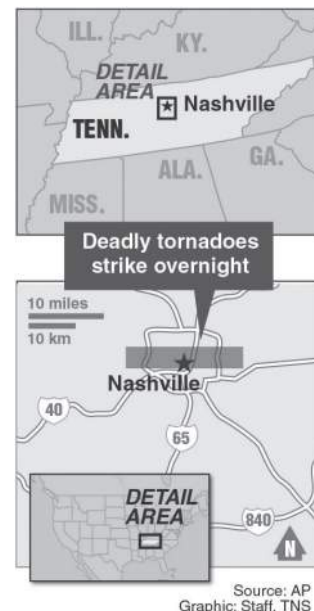 ILL.
KY.
DETAIL
AREA
Nashville
TENN.
GA.
ALA.
MISS.
Deadly tornadoes
strike overnight
10 miles
10 km
Nashville
40
65
DETAIL
AREA
840
N
Source: AP
Graphic: Staff, TNS